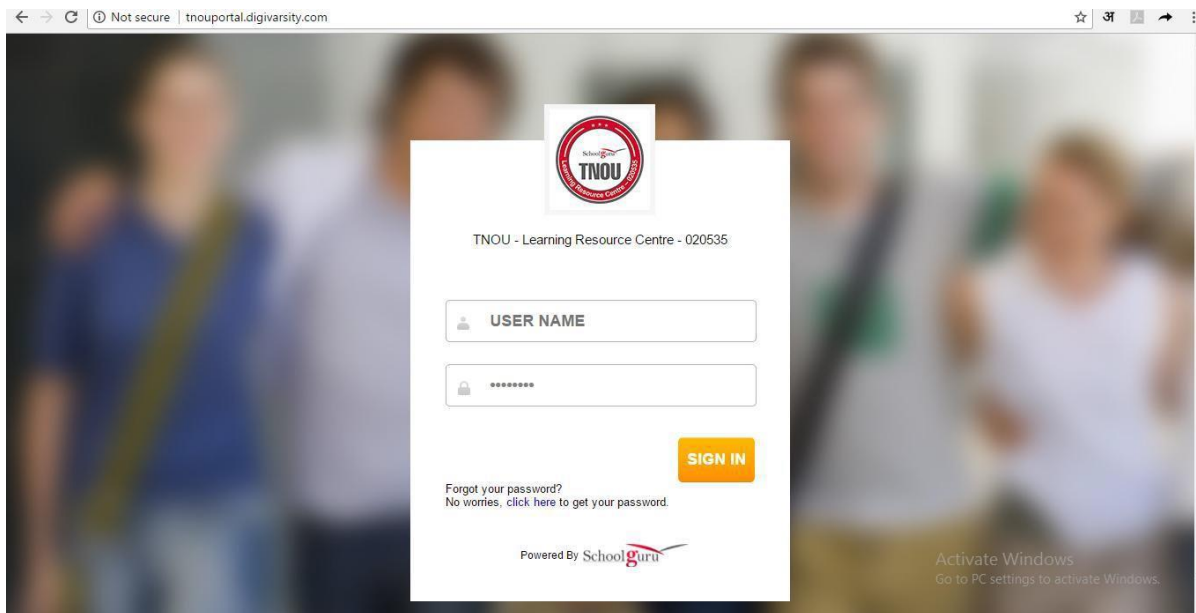 Not secure | tnouportal.digivarsity.com
अ
Schoolguru
TNOU
Learning Resource Centre - 020535
TNOU - Learning Resource Centre - 020535
USER NAME
••••••••
SIGN IN
Forgot your password?
No worries, click here to get your password.
Powered By Schoolguru
Activate Windows
Go to PC settings to activate Windows.